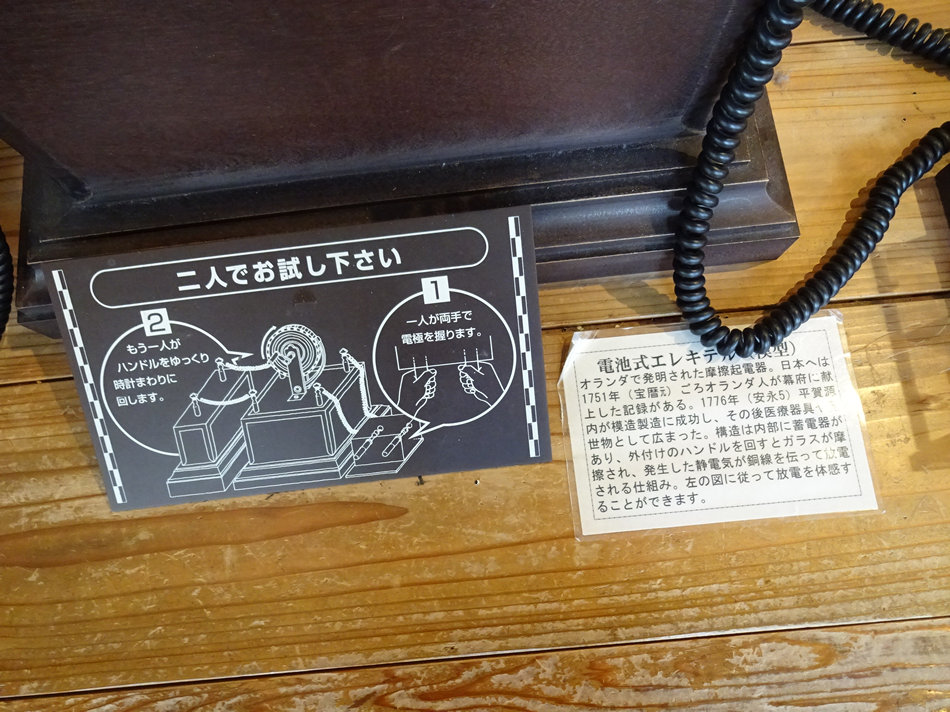 二人でお試し下さい
1
一人が両手で
電極を握ります。
2
もう一人が
ハンドルをゆっくり
時計まわりに
回します。
電池式エレキテル 模型)
オランダで発明された摩擦起電器。日本へは
1751年(宝暦元)ごろオランダ人が幕府に献
上した記録がある。1776年(安永5)平賀源
内が模造製造に成功し、その後医療器具
世物として広まった。構造は内部に蓄電器が
あり、外付けのハンドルを回すとガラスが摩
擦され、発生した静電気が銅線を伝って放電
される仕組み。左の図に従って放電を体感す
ることができます。